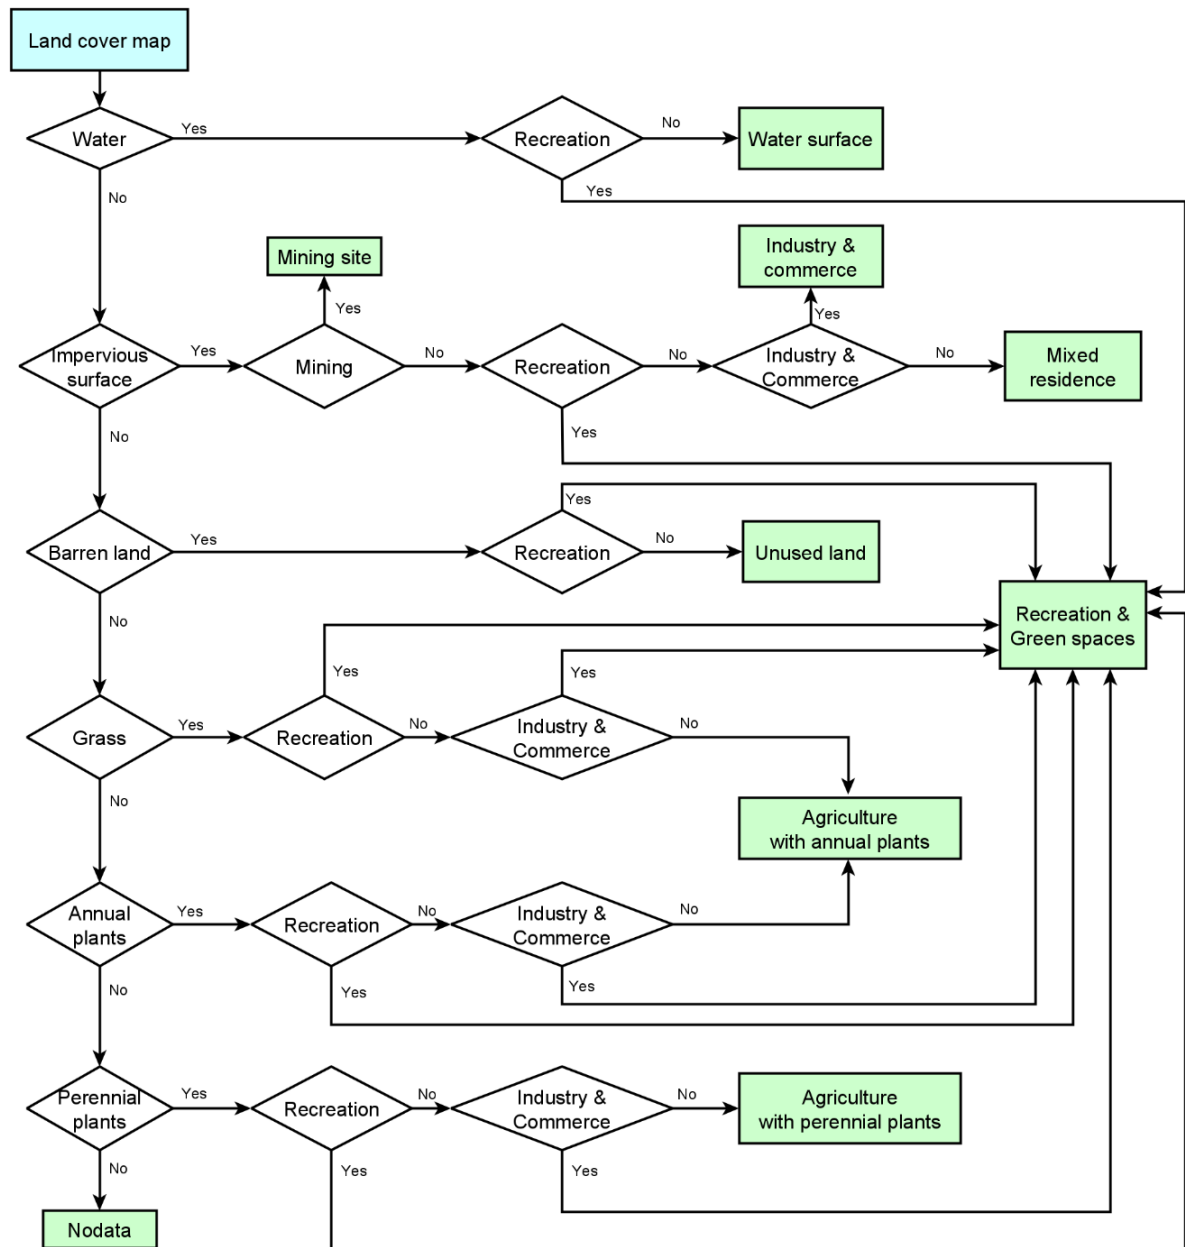 Land cover map
Water
Yes
Recreation
No
Water surface
Yes
No
Mining site
Industry &
commerce
Yes
Yes
Impervious
surface
Yes
Mining
No
Recreation
No
Industry &
Commerce
No
Mixed
residence
No
Yes
Yes
Barren land
Yes
Recreation
No
Unused land
No
Recreation &
Green spaces
Yes
Yes
Grass
Yes
Recreation
No
Industry &
Commerce
No
No
Agriculture
with annual plants
Annual
plants
Yes
Recreation
No
Industry &
Commerce
No
No
Yes
Yes
Perennial
plants
Yes
Recreation
No
Industry &
Commerce
No
Agriculture
with perennial plants
No
Yes
Yes
Nodata